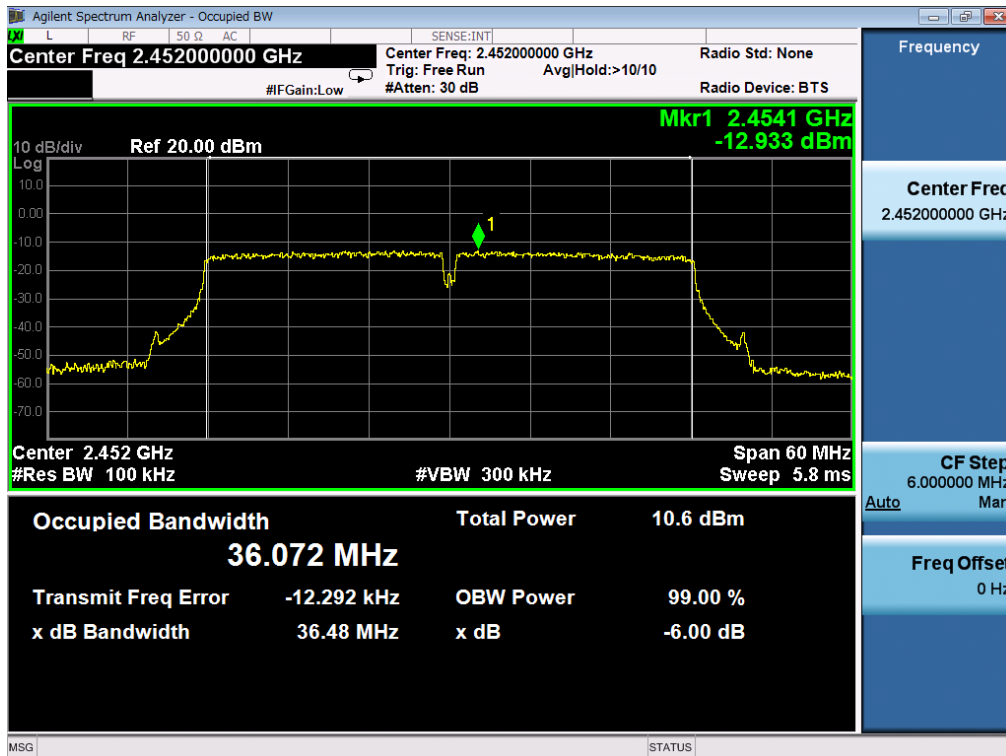 Agilent Spectrum Analyzer - Occupied BW
LXI L RF 50 Ω AC SENSE:INT
Center Freq 2.452000000 GHz
Center Freq: 2.452000000 GHz Radio Std: None
Trig: Free Run Avg|Hold:>10/10
#IFGain:Low #Atten: 30 dB Radio Device: BTS
Mkr1 2.4541 GHz
-12.933 dBm
10 dB/div Ref 20.00 dBm
Log
10.0
0.00
-10.0
-20.0
-30.0
-40.0
-50.0
-60.0
-70.0
1
Center 2.452 GHz Span 60 MHz
#Res BW 100 kHz #VBW 300 kHz Sweep 5.8 ms
Occupied Bandwidth Total Power 10.6 dBm
36.072 MHz
Transmit Freq Error -12.292 kHz OBW Power 99.00 %
x dB Bandwidth 36.48 MHz x dB -6.00 dB
MSG STATUS
Frequency
Center Freq
2.452000000 GHz
CF Step
6.000000 MHz
Auto Man
Freq Offset
0 Hz